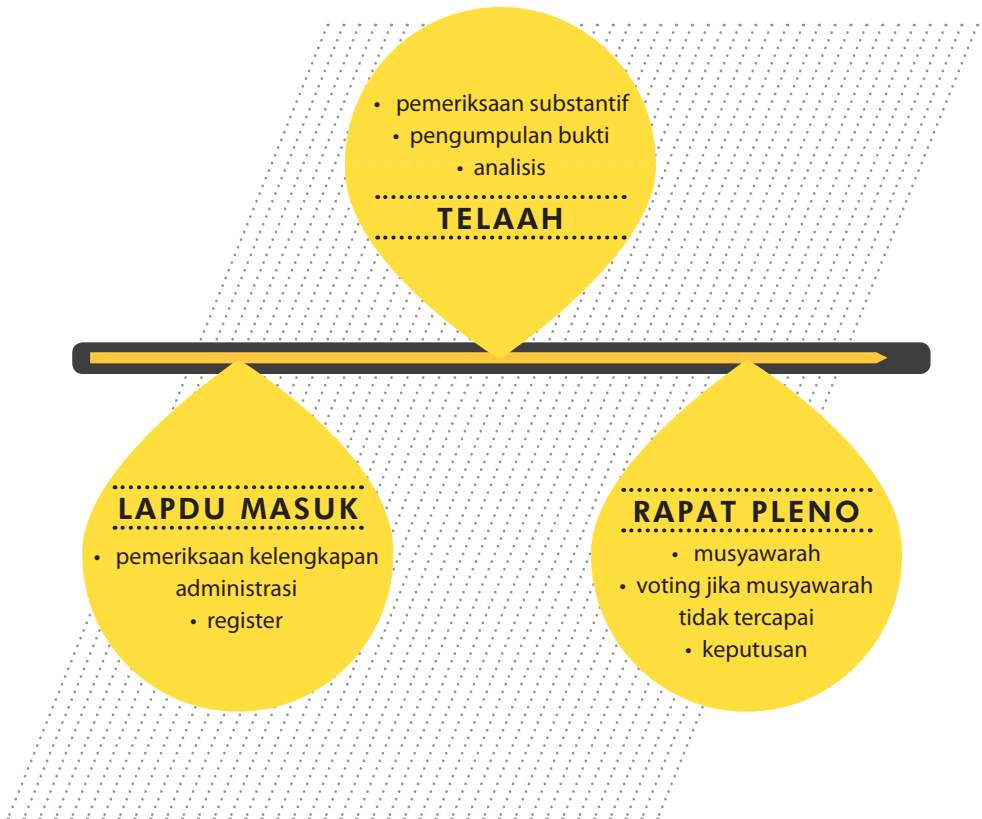 • pemeriksaan substantif
• pengumpulan bukti
• analisis
TELAAH
LAPDU MASUK
• pemeriksaan kelengkapan
administrasi
• register
RAPAT PLENO
• musyawarah
• voting jika musyawarah
tidak tercapai
• keputusan